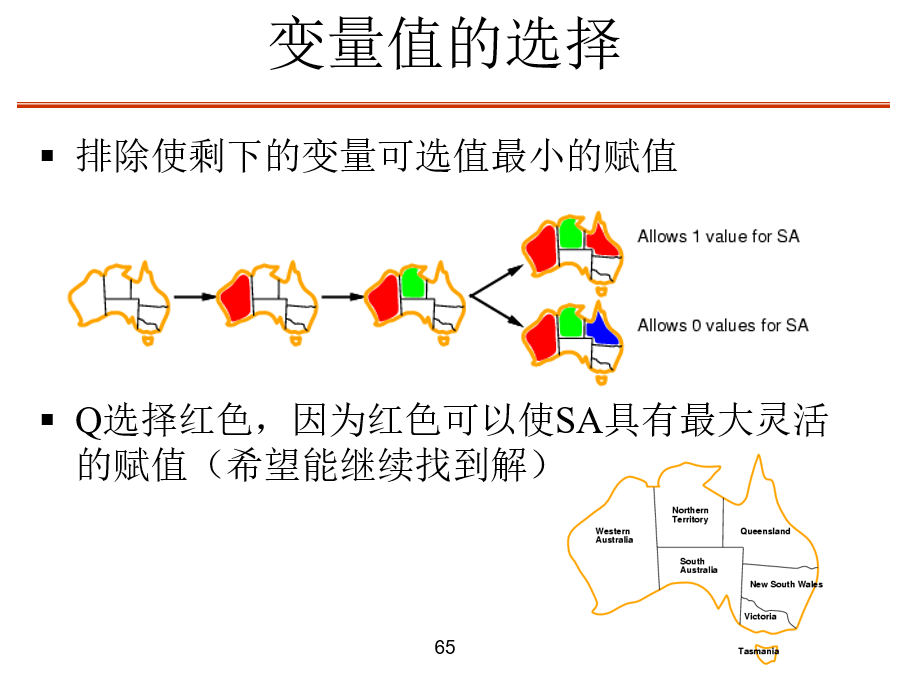 变量值的选择
▪ 排除使剩下的变量可选值最小的赋值
Allows 1 value for SA
Allows 0 values for SA
▪ Q选择红色，因为红色可以使SA具有最大灵活
的赋值（希望能继续找到解）
Northern
Territory
Western
Australia
Queensland
South
Australia
New South Wales
Victoria
Tasmania
65